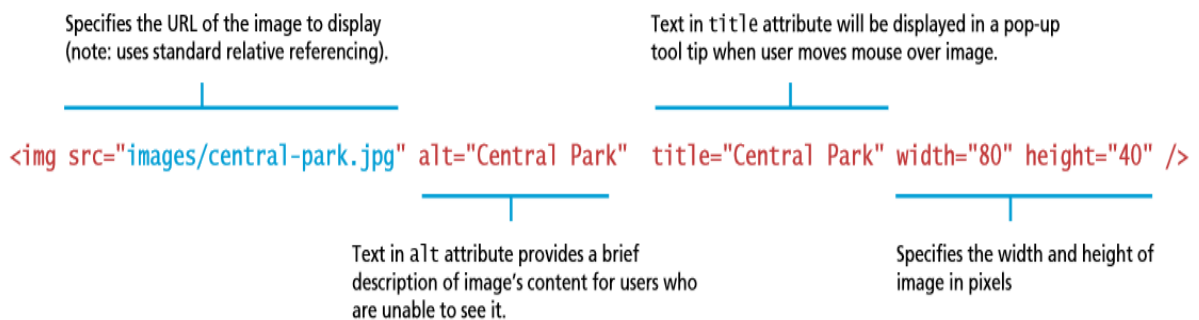 Specifies the URL of the image to display
(note: uses standard relative referencing).
Text in title attribute will be displayed in a pop-up
tool tip when user moves mouse over image.
<img src="images/central-park.jpg" alt="Central Park" title="Central Park" width="80" height="40" />
Text in alt attribute provides a brief
description of image's content for users who
are unable to see it.
Specifies the width and height of
image in pixels